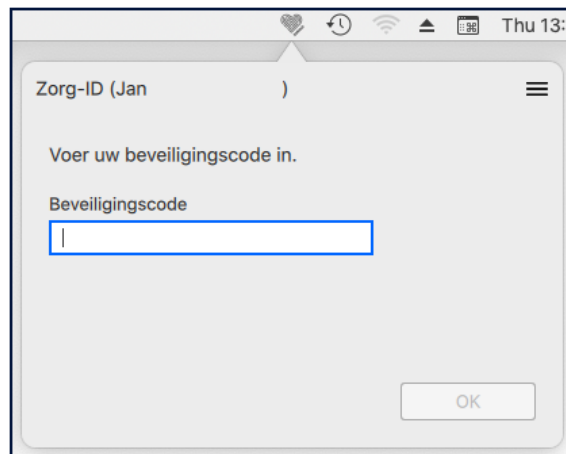 Thu 13:
Zorg-ID (Jan )
Voer uw beveiligingscode in.
Beveiligingscode
OK